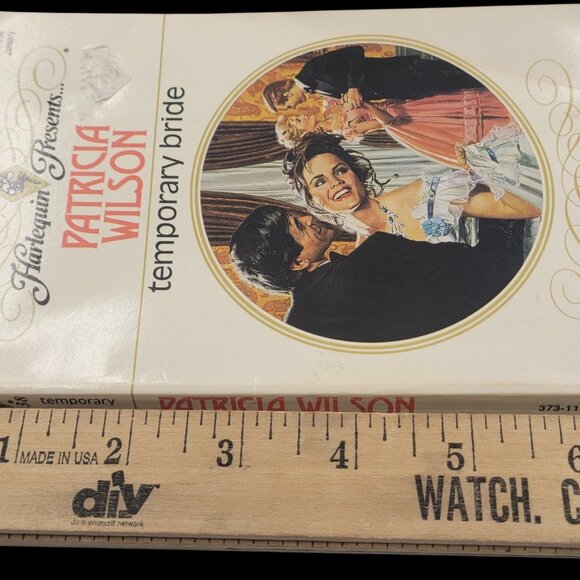 Harlequin Presents...
PATRICIA
WILSON
temporary bride
38 temporary
PATRICIA WILSON
373-11
1 2 3 4 5 6
MADE IN USA
diy
do it yourself network
WATCH. C